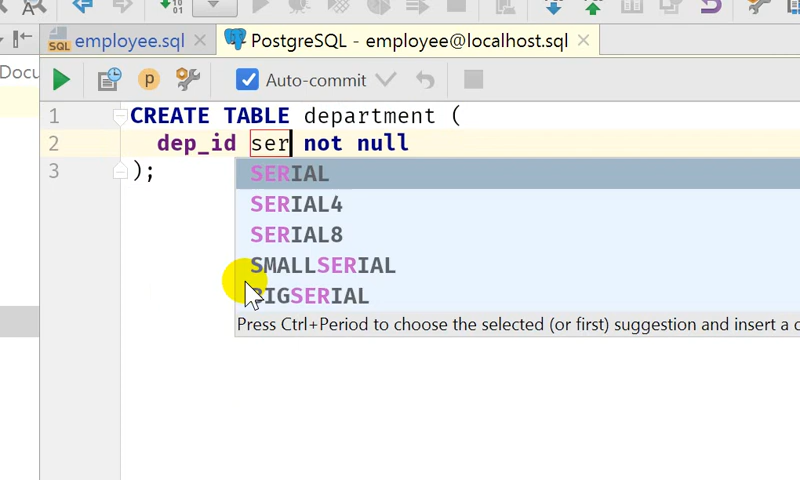 employee.sql PostgreSQL - employee@localhost.sql
Docu
p Auto-commit
1 CREATE TABLE department (
2 dep_id ser not null
3 );
SERIAL
SERIAL4
SERIAL8
SMALLSERIAL
BIGSERIAL
Press Ctrl+Period to choose the selected (or first) suggestion and insert a